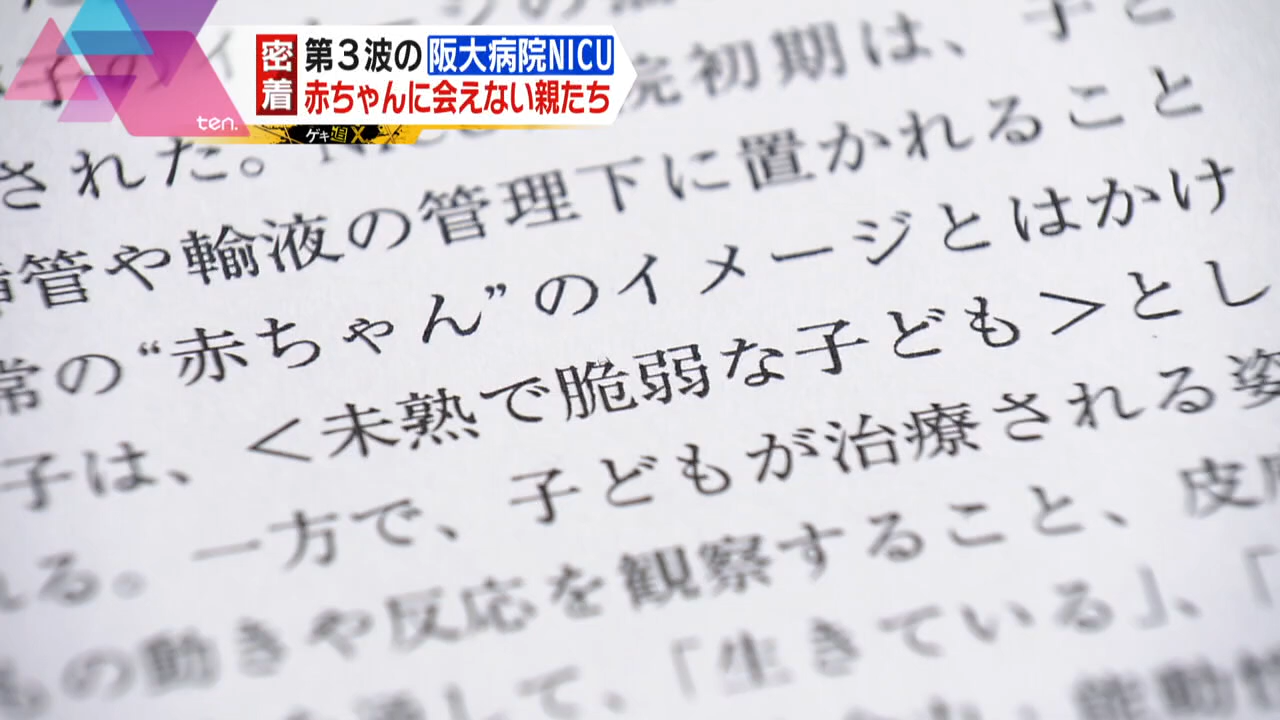 密着
第3波の阪大病院NICU
赤ちゃんに会えない親たち
ten.
ゲキ追X
院初期は、子と
された。
管や輸液の管理下に置かれること
常の“赤ちゃん”のイメージとはかけ
子は、＜未熟で脆弱な子ども＞とし
る。一方で、子どもが治療される姿
もの動きや反応を観察すること、皮膚
通して、「生きている」、「
能動性